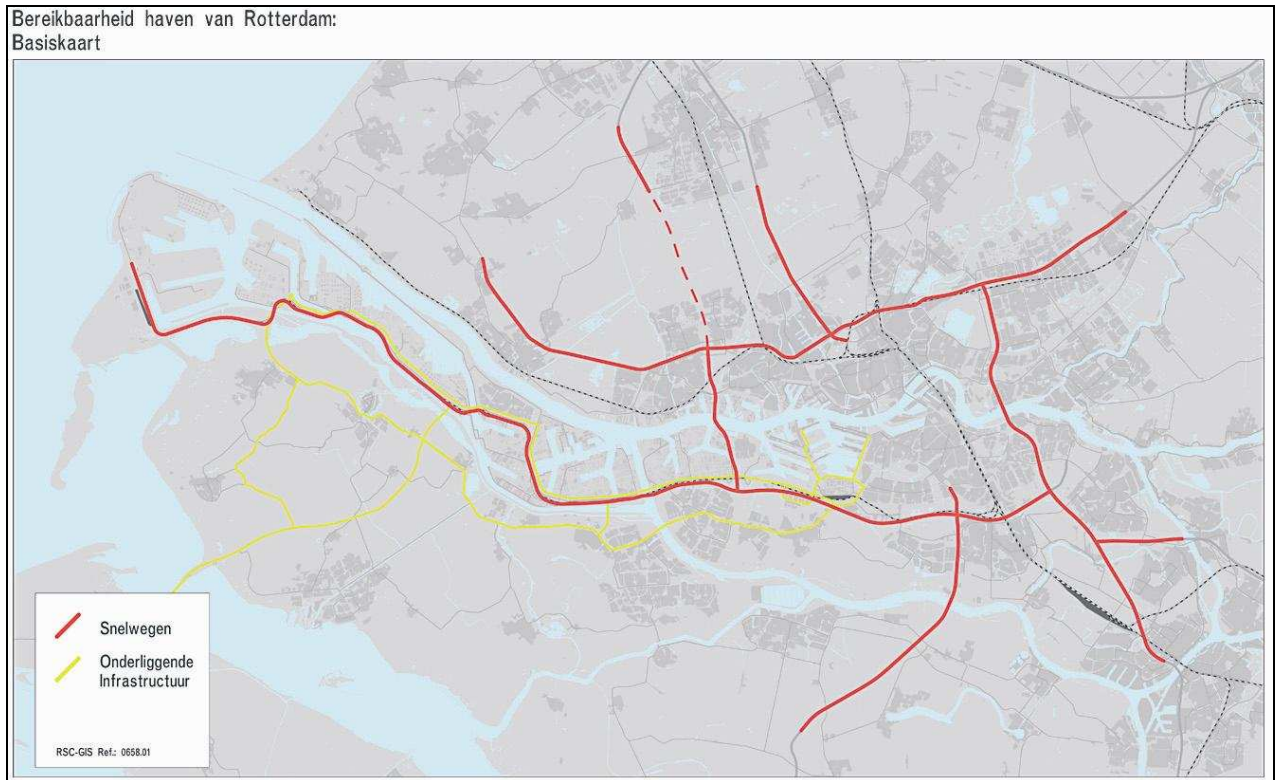 Bereikbaarheid haven van Rotterdam:
Basiskaart
Snelwegen
Onderliggende
Infrastructuur
RSC-GIS Ref.: 0658.01